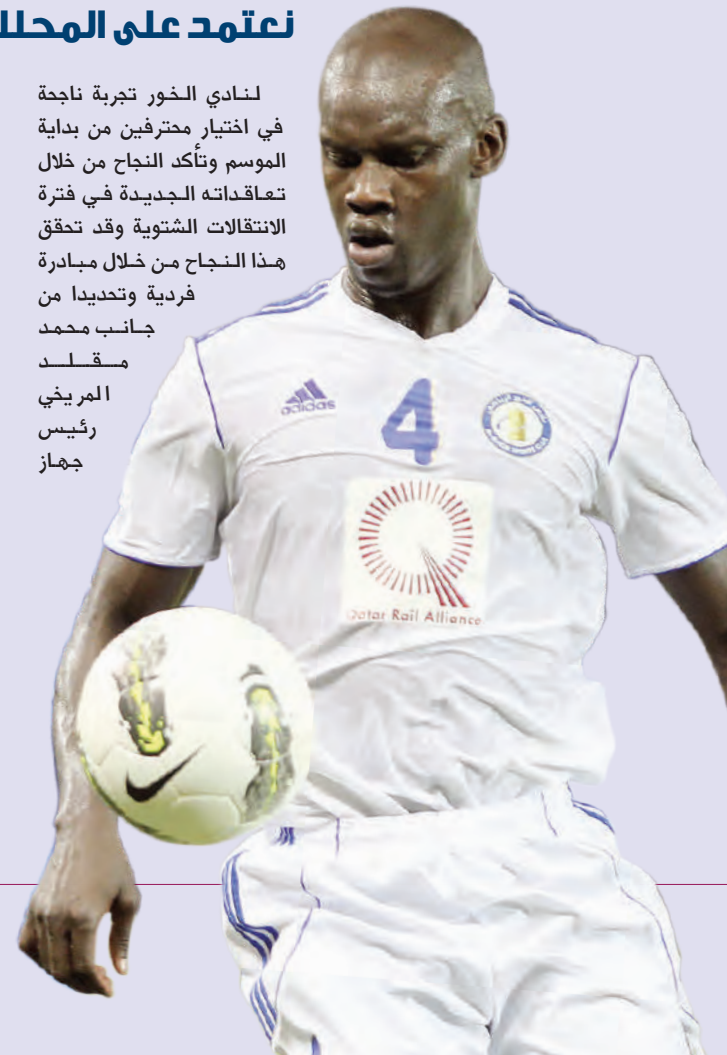 نعتمد على المحلل
لنادي الخور تجربة ناجحة
في اختيار محترفين من بداية
الموسم وتأكد النجاح من خلال
تعاقداته الجديدة في فترة
الانتقالات الشتوية وقد تحقق
هذا النجاح من خلال مبادرة
فردية وتحديدا من
جانب محمد
مقلد
المريخي
رئيس
جهاز
adidas
4
Qatar Rail Alliance